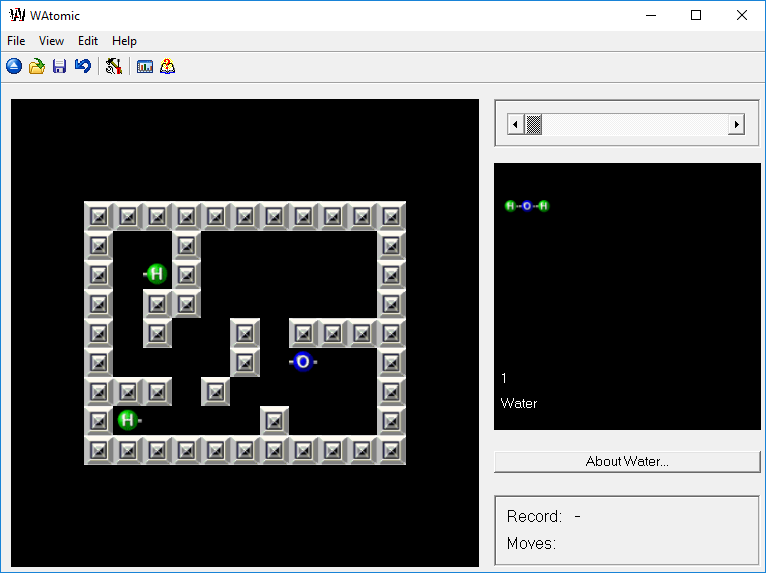 WAtomic
File View Edit Help
H-O-H
H
O
H
1
Water
About Water...
Record: -
Moves: